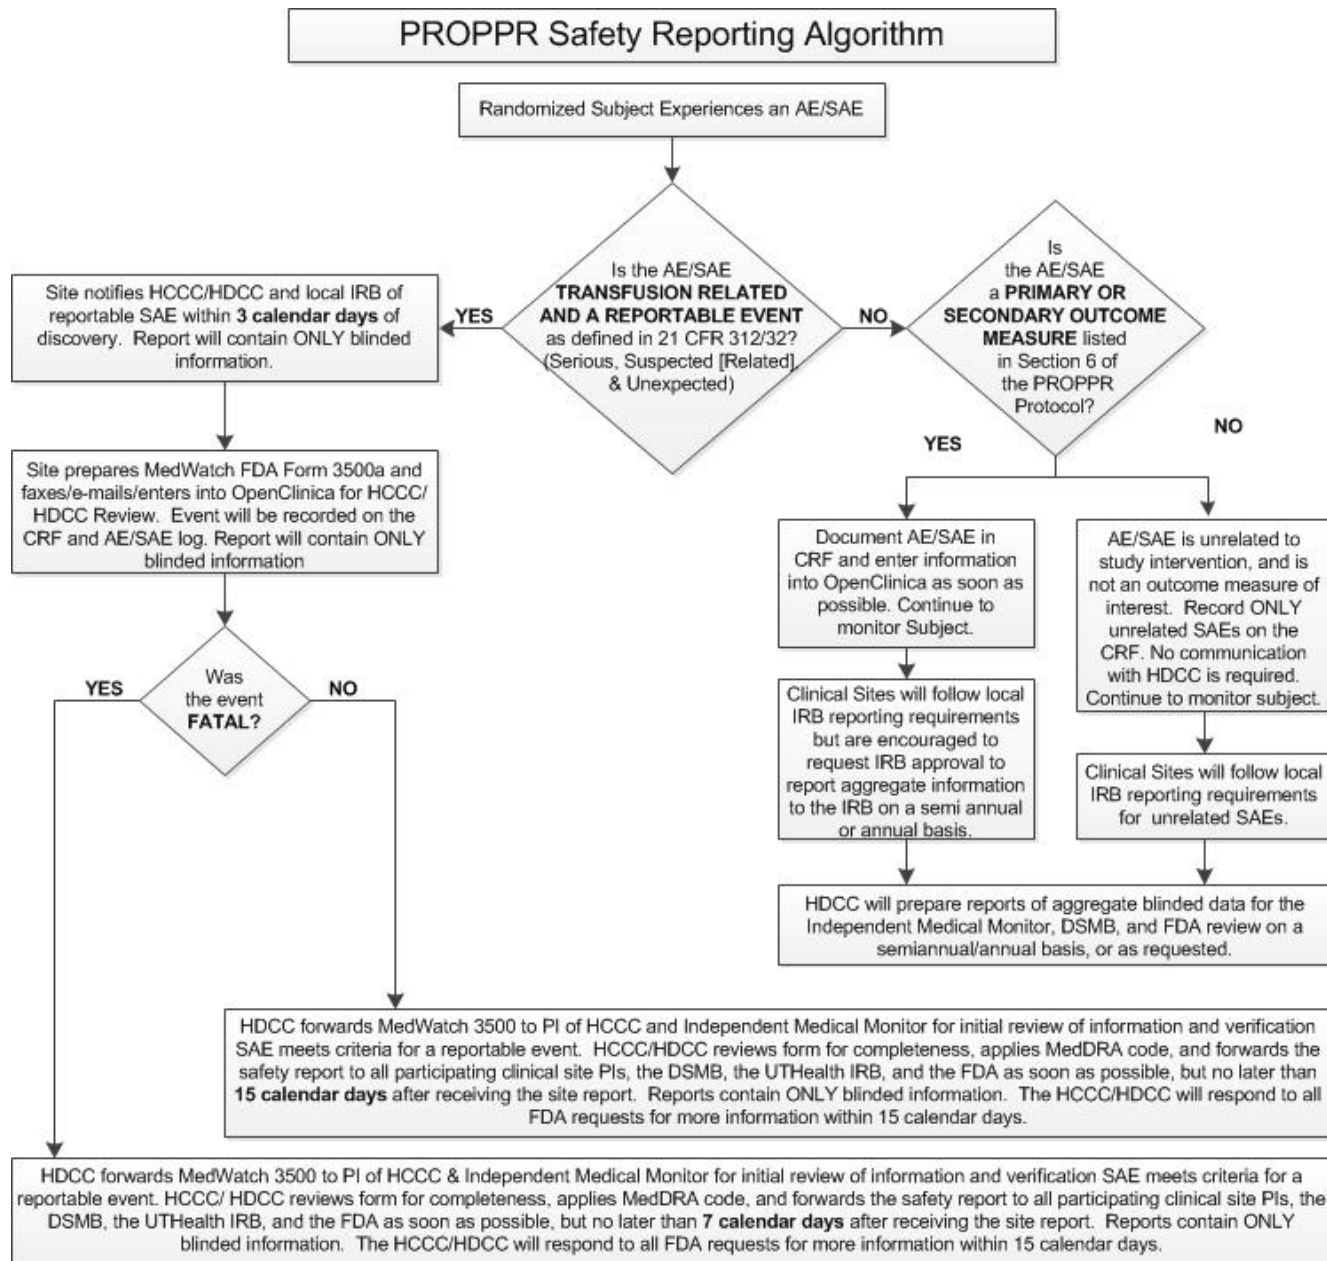 PROPPR Safety Reporting Algorithm
Randomized Subject Experiences an AE/SAE
Is the AE/SAE
TRANSFUSION RELATED
AND A REPORTABLE EVENT
as defined in 21 CFR 312/32?
(Serious, Suspected [Related],
& Unexpected)
YES
NO
Is
the AE/SAE
a PRIMARY OR
SECONDARY OUTCOME
MEASURE listed
in Section 6 of
the PROPPR
Protocol?
YES
NO
Site notifies HCCC/HDCC and local IRB of
reportable SAE within 3 calendar days of
discovery. Report will contain ONLY blinded
information.
Site prepares MedWatch FDA Form 3500a and
faxes/e-mails/enters into OpenClinica for HCCC/
HDCC Review. Event will be recorded on the
CRF and AE/SAE log. Report will contain ONLY
blinded information
Was
the event
FATAL?
YES
NO
Document AE/SAE in
CRF and enter information
into OpenClinica as soon as
possible. Continue to
monitor Subject.
Clinical Sites will follow local
IRB reporting requirements
but are encouraged to
request IRB approval to
report aggregate information
to the IRB on a semi annual
or annual basis.
AE/SAE is unrelated to
study intervention, and is
not an outcome measure of
interest. Record ONLY
unrelated SAEs on the
CRF. No communication
with HDCC is required.
Continue to monitor subject.
Clinical Sites will follow local
IRB reporting requirements
for unrelated SAEs.
HDCC will prepare reports of aggregate blinded data for the
Independent Medical Monitor, DSMB, and FDA review on a
semiannual/annual basis, or as requested.
HDCC forwards MedWatch 3500 to PI of HCCC and Independent Medical Monitor for initial review of information and verification
SAE meets criteria for a reportable event. HCCC/HDCC reviews form for completeness, applies MedDRA code, and forwards the
safety report to all participating clinical site PIs, the DSMB, the UTHealth IRB, and the FDA as soon as possible, but no later than
15 calendar days after receiving the site report. Reports contain ONLY blinded information. The HCCC/HDCC will respond to all
FDA requests for more information within 15 calendar days.
HDCC forwards MedWatch 3500 to PI of HCCC & Independent Medical Monitor for initial review of information and verification SAE meets criteria for a
reportable event. HCCC/ HDCC reviews form for completeness, applies MedDRA code, and forwards the safety report to all participating clinical site PIs, the
DSMB, the UTHealth IRB, and the FDA as soon as possible, but no later than 7 calendar days after receiving the site report. Reports contain ONLY
blinded information. The HCCC/HDCC will respond to all FDA requests for more information within 15 calendar days.